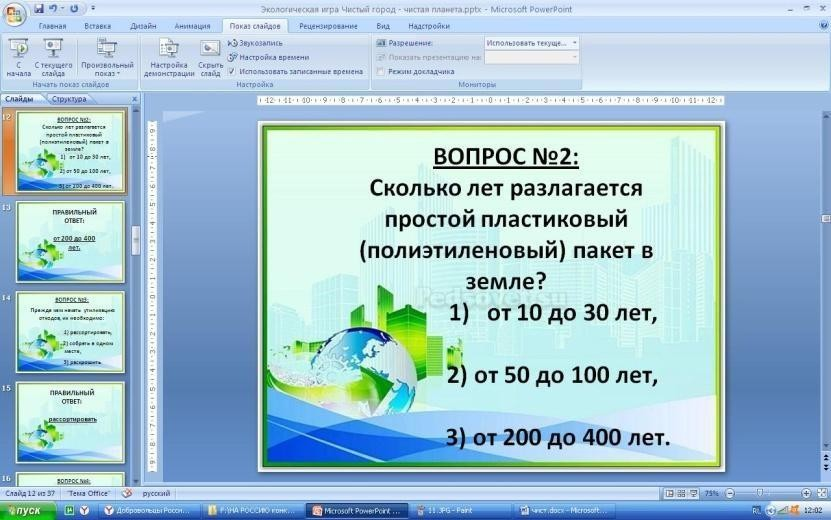 Экологическая игра Чистый город - чистая планета.pptx - Microsoft PowerPoint
Главная Вставка Дизайн Анимация Показ слайдов Рецензирование Вид Надстройки
С начала
С текущего слайда
Произвольный показ
Начать показ слайдов
Настройка демонстрации
Скрыть слайд
Звукозапись
Настройка времени
Использовать записанные времена
Настройка
Разрешение: Использовать текуще...
Показать презентацию на:
Режим докладчика
Мониторы
Слайды Структура
12
ВОПРОС №2:
Сколько лет разлагается
простой пластиковый
(полиэтиленовый) пакет в
земле?
1) от 10 до 30 лет,
2) от 50 до 100 лет,
3) от 200 до 400 лет.
13
ПРАВИЛЬНЫЙ
ОТВЕТ:
от 200 до 400
лет.
14
ВОПРОС №3:
Прежде чем начать утилизацию
отходов, их необходимо:
1) рассортировать,
2) собрать в одном
месте,
3) раскрошить
15
ПРАВИЛЬНЫЙ
ОТВЕТ:
рассортировать
16
ВОПРОС №4:
ВОПРОС №2:
Сколько лет разлагается
простой пластиковый
(полиэтиленовый) пакет в
земле?
1) от 10 до 30 лет,
2) от 50 до 100 лет,
3) от 200 до 400 лет.
Pedsovet.su
Слайд 12 из 37 "Тема Office" русский 75%
пуск Добровольцы Росси... F:\НА РОССИЮ конк... Microsoft PowerPoint ... 11.JPG - Paint чист.docx - Microsoft... RL 12:02